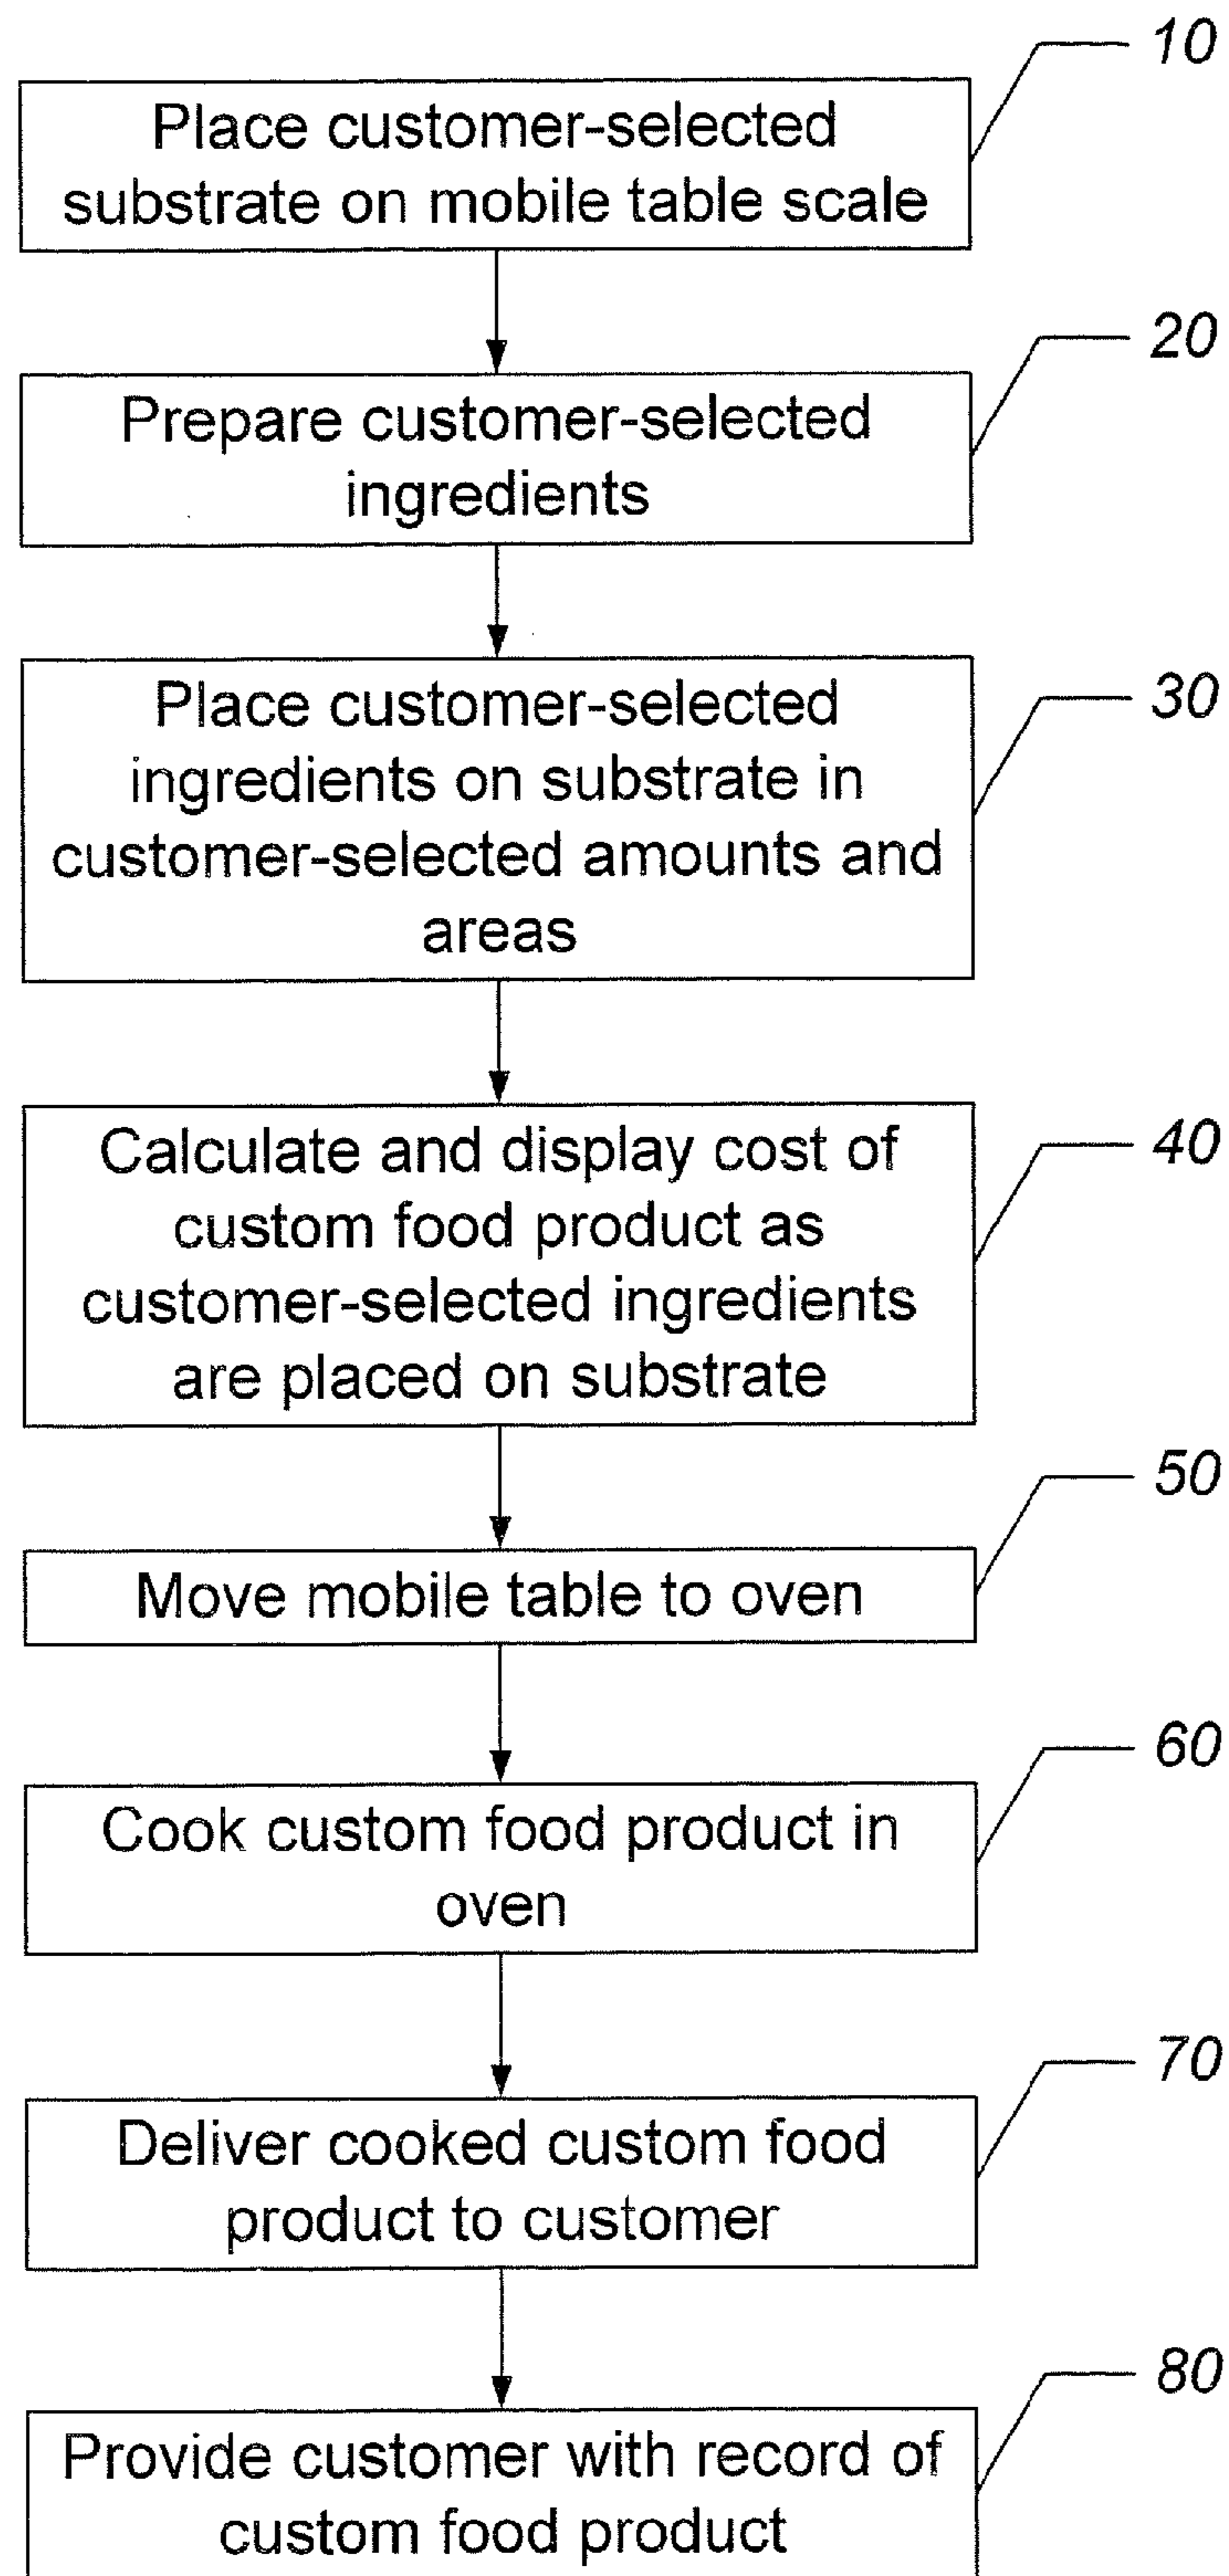 10
Place customer-selected
substrate on mobile table scale
20
Prepare customer-selected
ingredients
30
Place customer-selected
ingredients on substrate in
customer-selected amounts and
areas
40
Calculate and display cost of
custom food product as
customer-selected ingredients
are placed on substrate
50
Move mobile table to oven
60
Cook custom food product in
oven
70
Deliver cooked custom food
product to customer
80
Provide customer with record of
custom food product